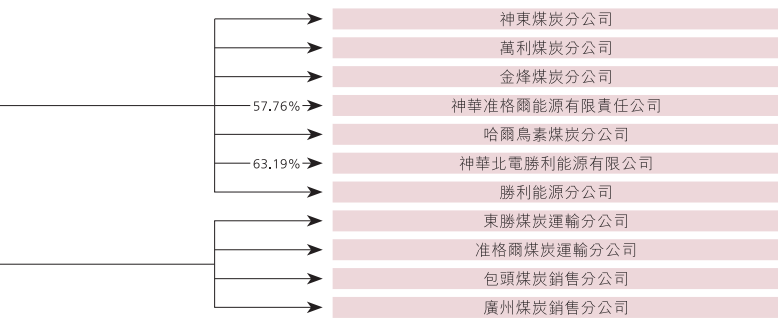 神東煤炭分公司
萬利煤炭分公司
金烽煤炭分公司
57.76%
神華准格爾能源有限責任公司
哈爾烏素煤炭分公司
63.19%
神華北電勝利能源有限公司
勝利能源分公司
東勝煤炭運輸分公司
准格爾煤炭運輸分公司
包頭煤炭銷售分公司
廣州煤炭銷售分公司